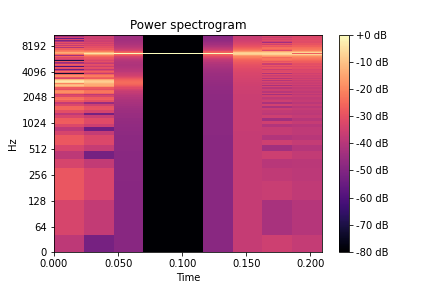 Power spectrogram
8192
4096
2048
1024
512
256
128
64
0
Hz
0.000 0.050 0.100 0.150 0.200
Time
+0 dB
-10 dB
-20 dB
-30 dB
-40 dB
-50 dB
-60 dB
-70 dB
-80 dB